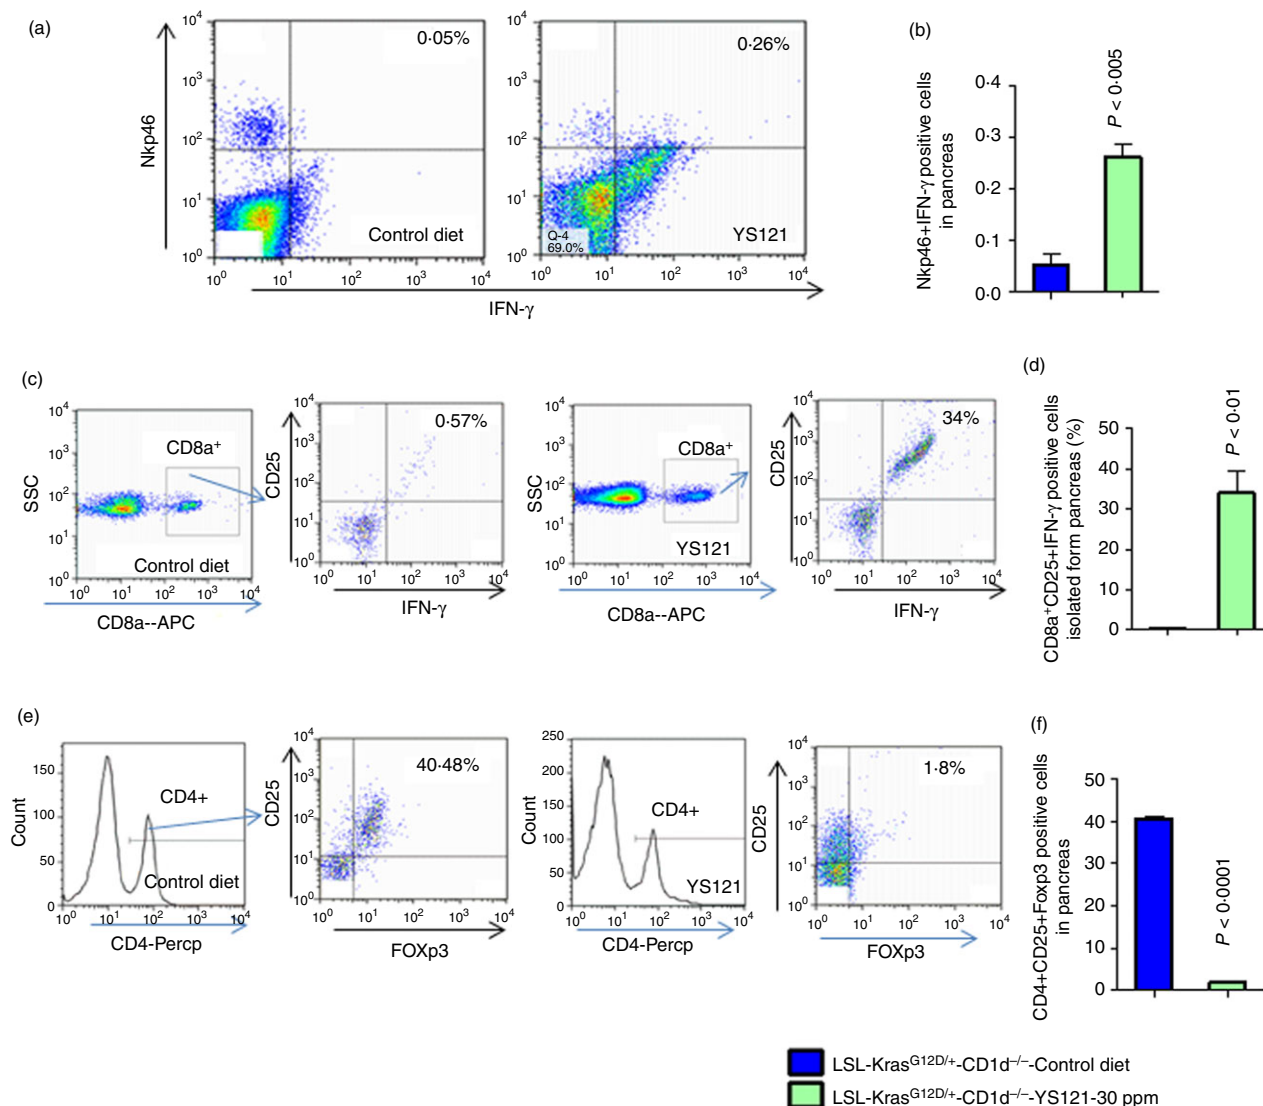 (a)
Nkp46
10⁴
10³
10²
10¹
10⁰
0·05%
Control diet
10⁰ 10¹ 10² 10³ 10⁴
10⁴
10³
10²
10¹
10⁰
0·26%
Q-4
69.0%
YS121
10⁰ 10¹ 10² 10³ 10⁴
IFN-γ
(b)
Nkp46+IFN-γ positive cells
in pancreas
0·4
0·3
0·2
0·1
0·0
P < 0·005
(c)
SSC
10⁴
10³
10²
10¹
10⁰
CD8a⁺
Control diet
10⁰ 10¹ 10² 10³ 10⁴
CD8a--APC
CD25
10⁴
10³
10²
10¹
10⁰
0·57%
10⁰ 10¹ 10² 10³ 10⁴
IFN-γ
SSC
10⁴
10³
10²
10¹
10⁰
CD8a⁺
YS121
10⁰ 10¹ 10² 10³ 10⁴
CD8a--APC
CD25
10⁴
10³
10²
10¹
10⁰
34%
10⁰ 10¹ 10² 10³ 10⁴
IFN-γ
(d)
CD8a⁺CD25+IFN-γ positive cells
isolated form pancreas (%)
50
40
30
20
10
0
P < 0·01
(e)
Count
150
100
50
0
CD4+
Control diet
10⁰ 10¹ 10² 10³ 10⁴
CD4-Percp
CD25
10⁴
10³
10²
10¹
10⁰
40·48%
10⁰ 10¹ 10² 10³ 10⁴
FOXp3
Count
250
200
150
100
50
0
CD4+
YS121
10⁰ 10¹ 10² 10³ 10⁴
CD4-Percp
CD25
10⁴
10³
10²
10¹
10⁰
1·8%
10⁰ 10¹ 10² 10³ 10⁴
FOXp3
(f)
CD4+CD25+Foxp3 positive cells
in pancreas
50
40
30
20
10
0
P < 0·0001
LSL-Krasᴳ¹²ᴰ/⁺-CD1d⁻/⁻-Control diet
LSL-Krasᴳ¹²ᴰ/⁺-CD1d⁻/⁻-YS121-30 ppm